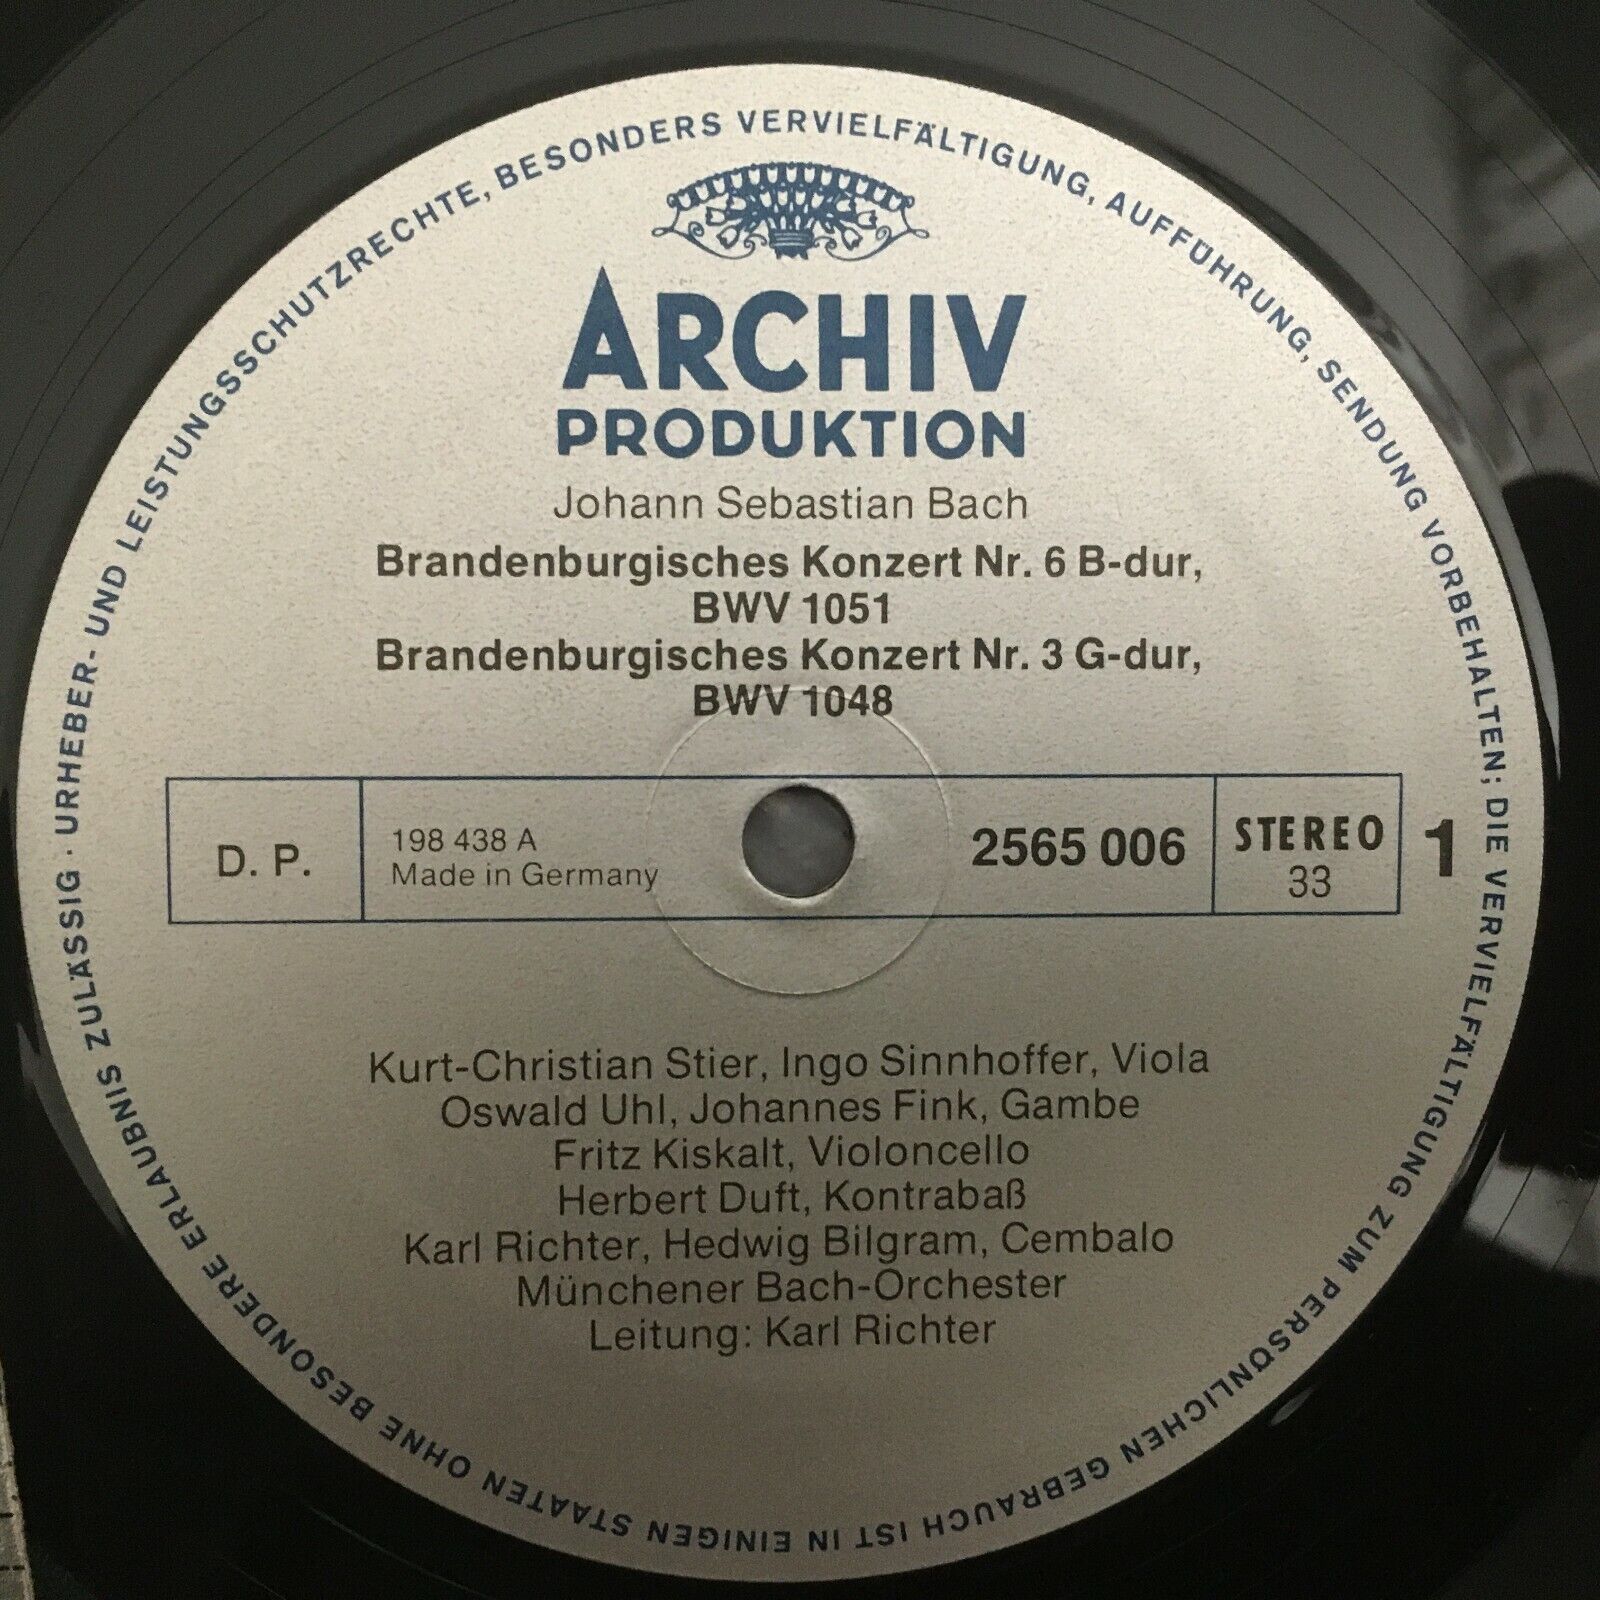 ARCHIV
PRODUKTION
Johann Sebastian Bach
Brandenburgisches Konzert Nr. 6 B-dur,
BWV 1051
Brandenburgisches Konzert Nr. 3 G-dur,
BWV 1048
D. P.
198 438 A
Made in Germany
2565 006
STEREO
33
1
Kurt-Christian Stier, Ingo Sinnhoffer, Viola
Oswald Uhl, Johannes Fink, Gambe
Fritz Kiskalt, Violoncello
Herbert Duft, Kontrabaß
Karl Richter, Hedwig Bilgram, Cembalo
Münchener Bach-Orchester
Leitung: Karl Richter
URHEBER- UND LEISTUNGSSCHUTZRECHTE, BESONDERS VERVIELFÄLTIGUNG, AUFFÜHRUNG, SENDUNG VORBEHALTEN; DIE VERVIELFÄLTIGUNG ZUM PERSÖNLICHEN GEBRAUCH IST IN EINIGEN STAATEN OHNE BESONDERE ERLAUBNIS ZULÄSSIG ·